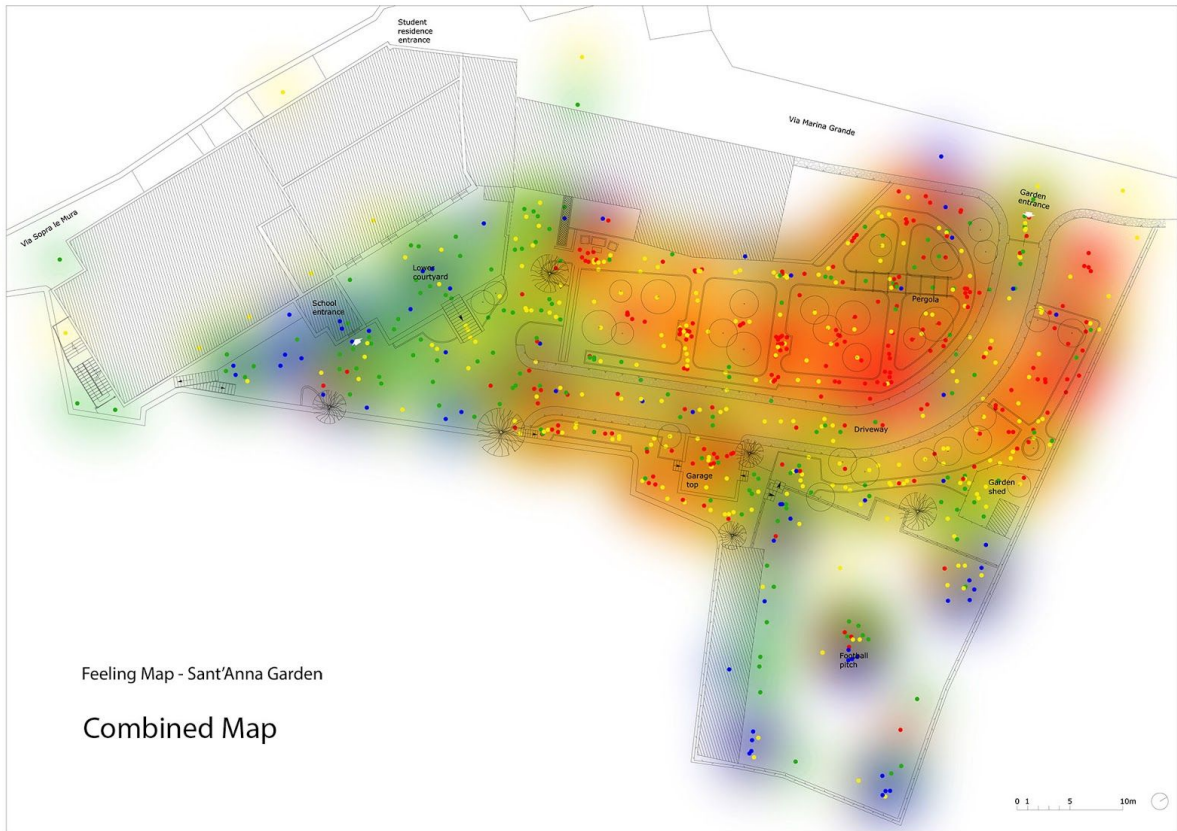 Student
residence
entrance
Via Marina Grande
Via Sopra le Mura
Garden
entrance
Lower
courtyard
School
entrance
Pergola
Driveway
Garage
top
Garden
shed
Football
pitch
Feeling Map - Sant'Anna Garden
Combined Map
0 1 5 10m